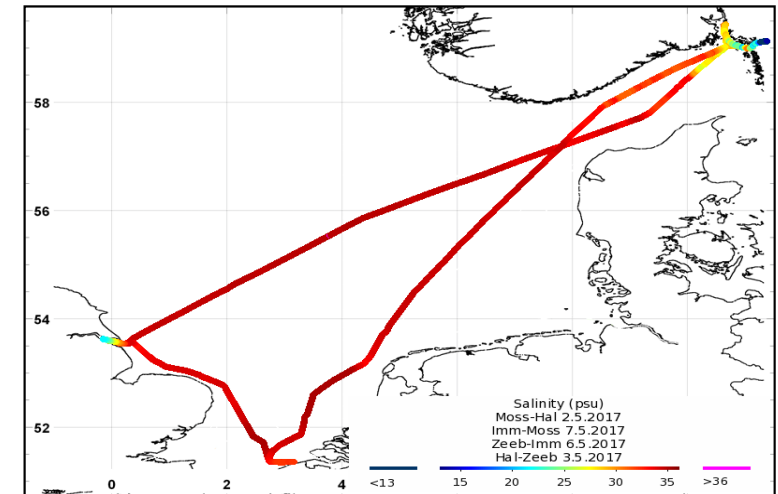 58
56
54
52
0 2 4
Salinity (psu)
Moss-Hal 2.5.2017
Imm-Moss 7.5.2017
Zeeb-Imm 6.5.2017
Hal-Zeeb 3.5.2017
<13 15 20 25 30 35 >36